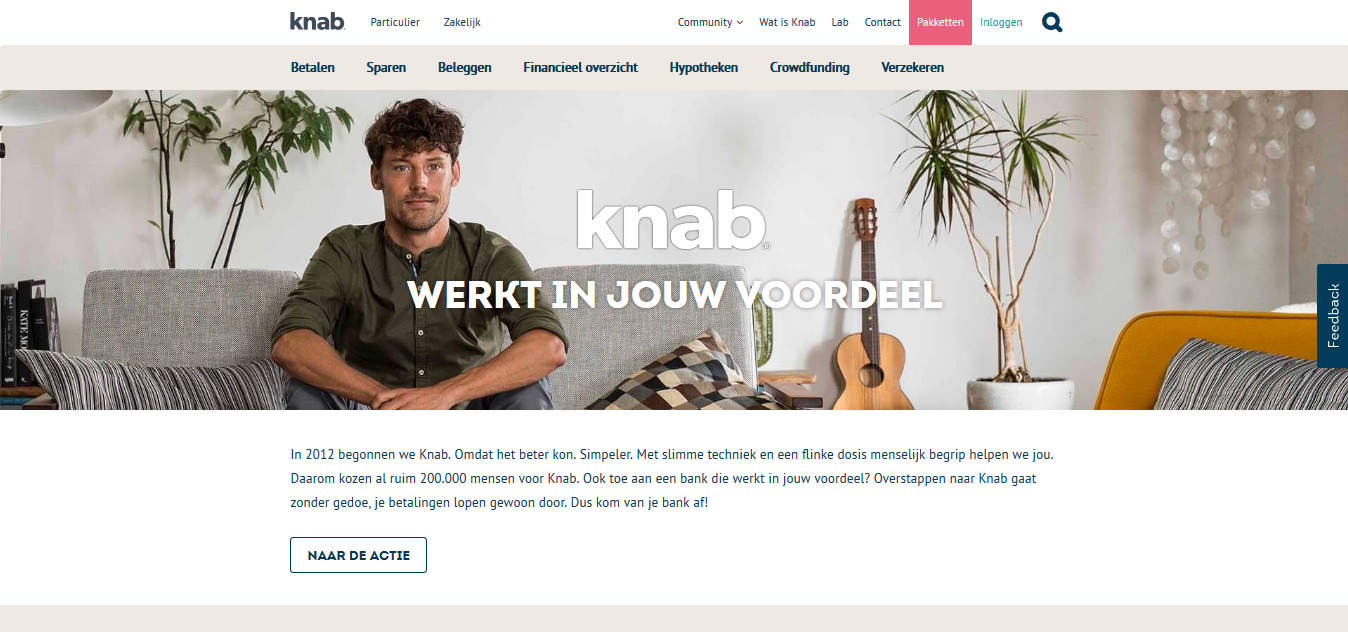 knab.
Particulier Zakelijk Community Wat is Knab Lab Contact Pakketten Inloggen
Betalen Sparen Beleggen Financieel overzicht Hypotheken Crowdfunding Verzekeren
knab®
WERKT IN JOUW VOORDEEL
Feedback
In 2012 begonnen we Knab. Omdat het beter kon. Simpeler. Met slimme techniek en een flinke dosis menselijk begrip helpen we jou.
Daarom kozen al ruim 200.000 mensen voor Knab. Ook toe aan een bank die werkt in jouw voordeel? Overstappen naar Knab gaat
zonder gedoe, je betalingen lopen gewoon door. Dus kom van je bank af!
NAAR DE ACTIE